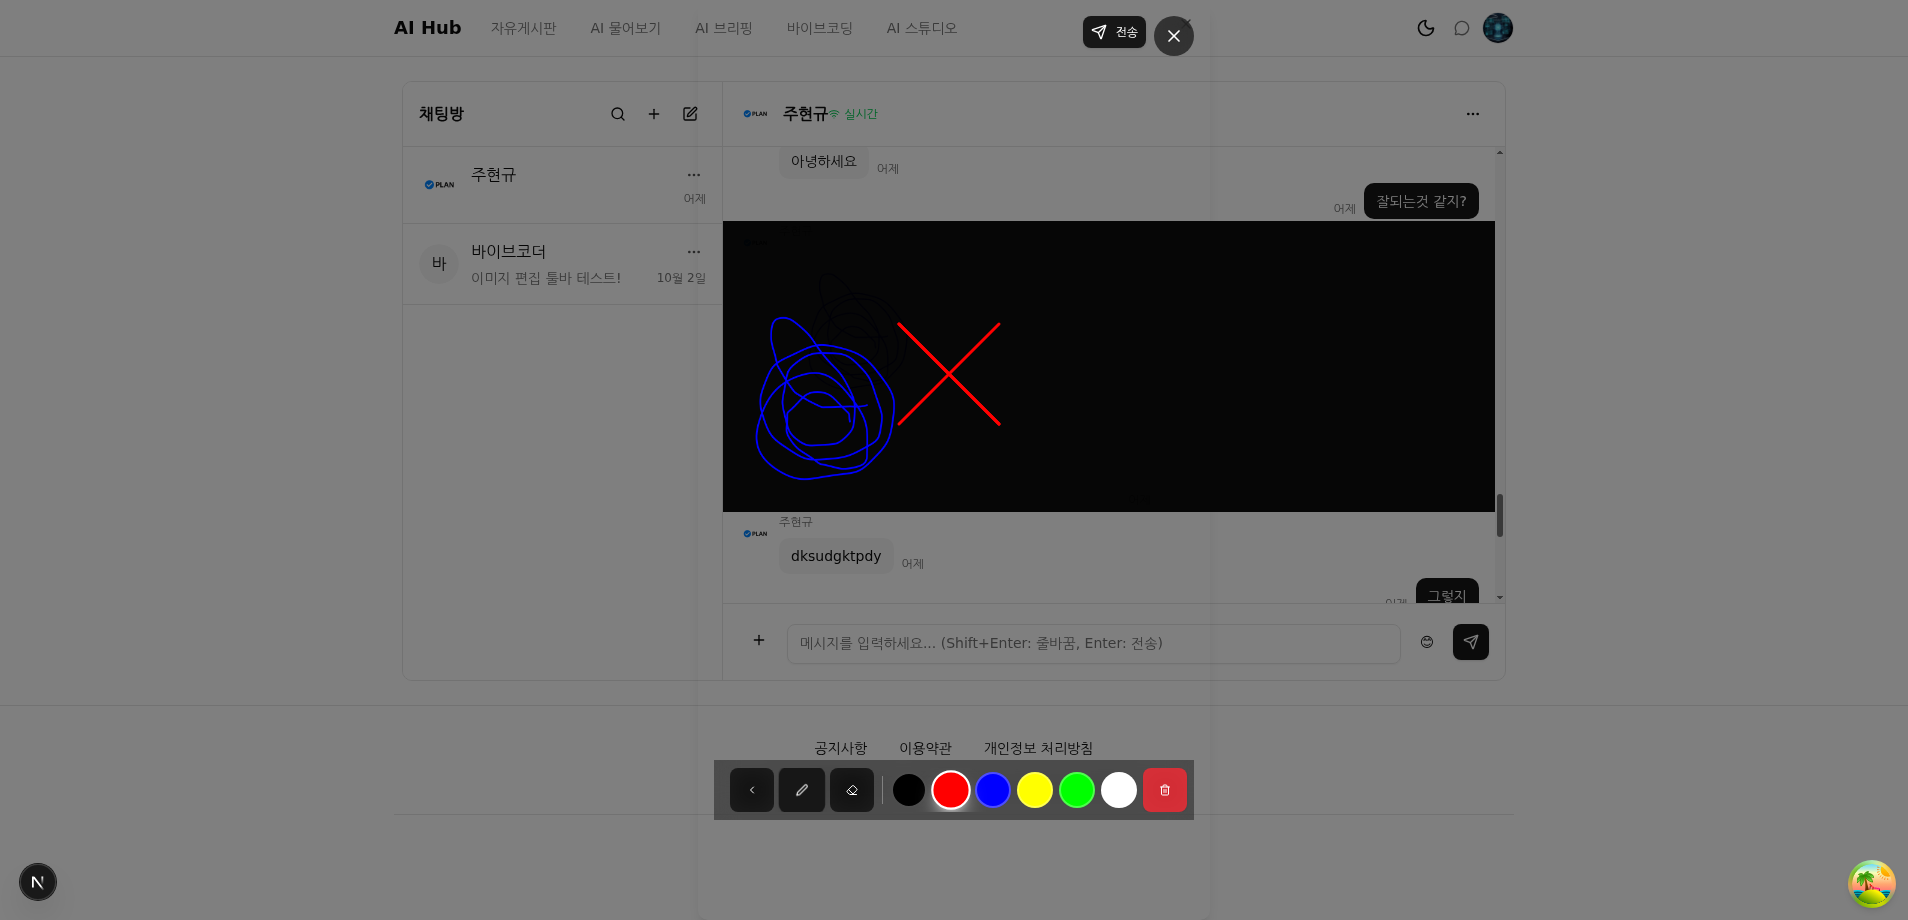 AI Hub 자유게시판 AI 물어보기 AI 브리핑 바이브코딩 AI 스튜디오 전송
채팅방
PLAN 주현규
어제
바 바이브코더
이미지 편집 툴바 테스트! 10월 2일
PLAN 주현규 실시간
아녕하세요 어제
어제 잘되는것 같지?
주현규
PLAN
dksudgktpdy 어제
어제 그렇지
메시지를 입력하세요... (Shift+Enter: 줄바꿈, Enter: 전송)
공지사항 이용약관 개인정보 처리방침
N